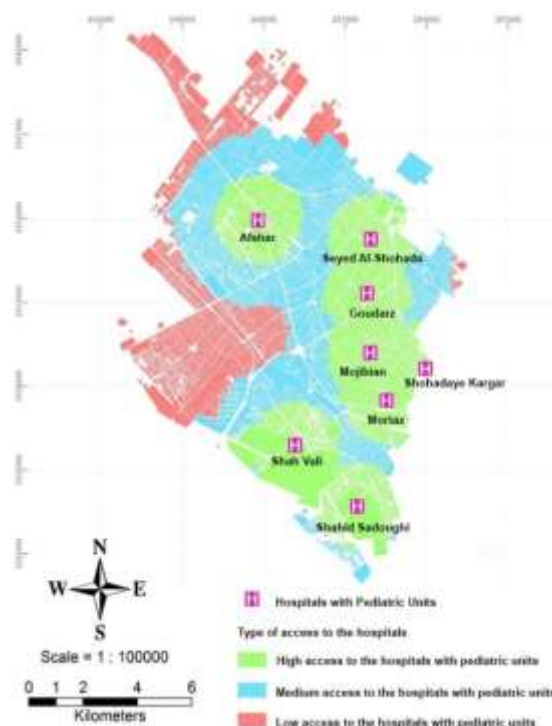 Afshar
Seyed Al-Shohada
Goudarz
Mojibian
Shohadaye Kargar
Mortaz
Shah Vali
Shahid Sadoughi
N
W E
S
Scale = 1 : 100000
0 1 2 4 6
Kilometers
H Hospitals with Pediatric Units
Type of access to the hospitals
High access to the hospitals with pediatric units
Medium access to the hospitals with pediatric units
Low access to the hospitals with pediatric units